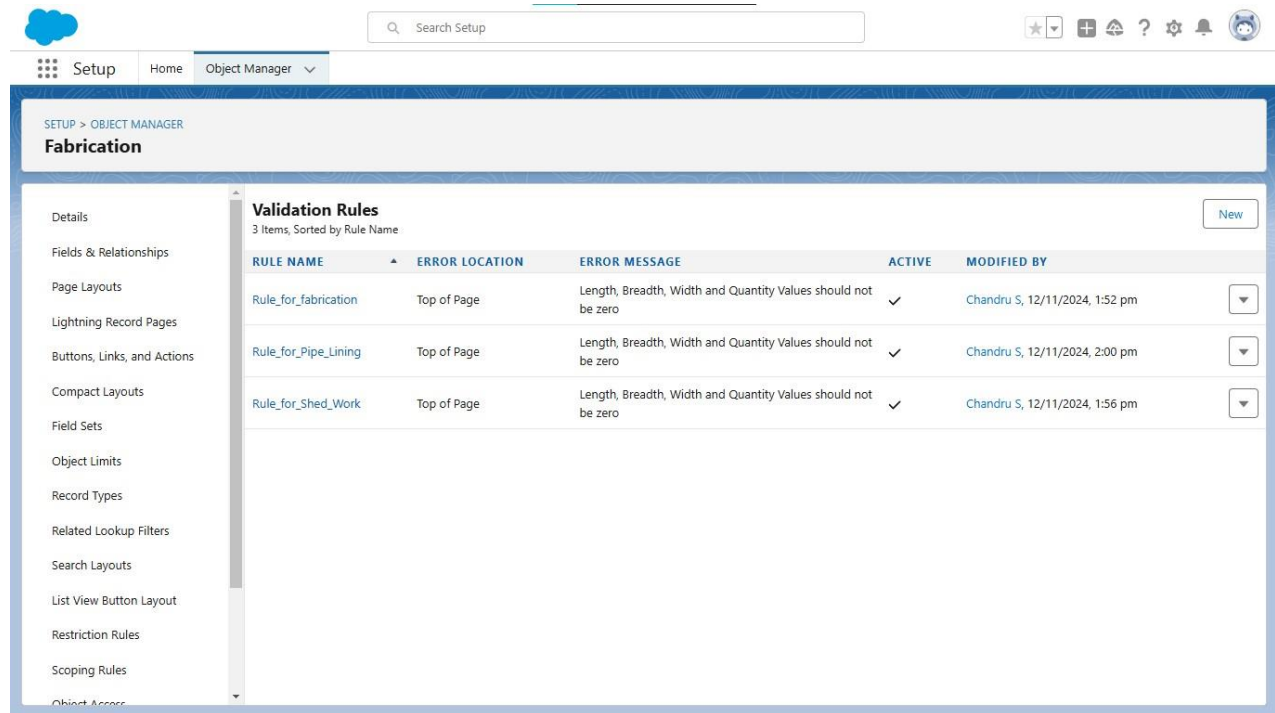 Search Setup
Setup
Home
Object Manager
SETUP > OBJECT MANAGER
Fabrication
Details
Fields & Relationships
Page Layouts
Lightning Record Pages
Buttons, Links, and Actions
Compact Layouts
Field Sets
Object Limits
Record Types
Related Lookup Filters
Search Layouts
List View Button Layout
Restriction Rules
Scoping Rules
Object Access
Validation Rules
3 Items, Sorted by Rule Name
New
RULE NAME ERROR LOCATION ERROR MESSAGE ACTIVE MODIFIED BY
Rule_for_fabrication Top of Page Length, Breadth, Width and Quantity Values should not
be zero
Chandru S, 12/11/2024, 1:52 pm
Rule_for_Pipe_Lining Top of Page Length, Breadth, Width and Quantity Values should not
be zero
Chandru S, 12/11/2024, 2:00 pm
Rule_for_Shed_Work Top of Page Length, Breadth, Width and Quantity Values should not
be zero
Chandru S, 12/11/2024, 1:56 pm